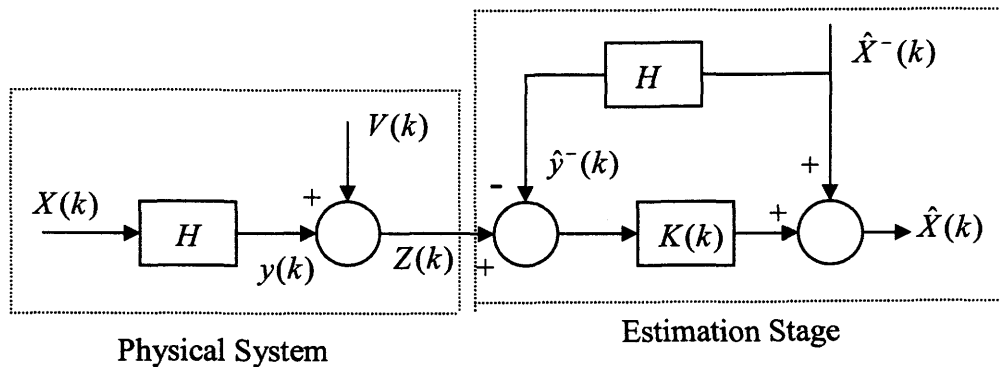 X̂⁻(k)
H
V(k)
ŷ⁻(k)
-
+
X(k)
+
H
K(k)
+
X̂(k)
y(k)
Z(k)
+
Estimation Stage
Physical System